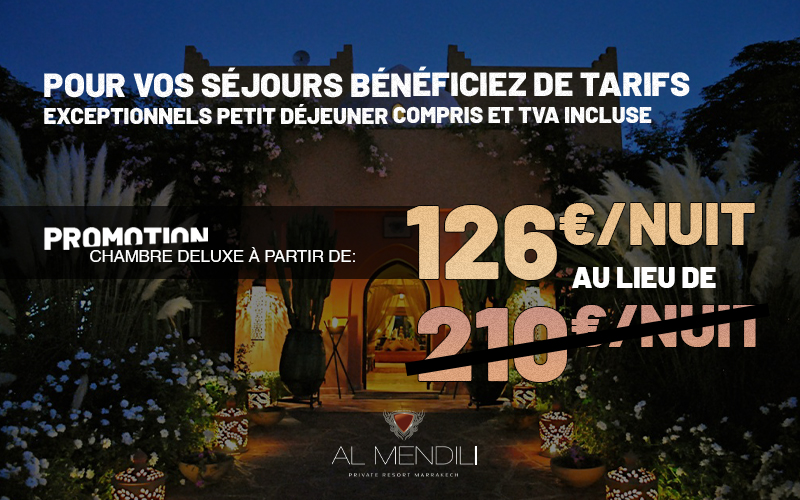 POUR VOS SÉJOURS BÉNÉFICIEZ DE TARIFS
EXCEPTIONNELS PETIT DÉJEUNER COMPRIS ET TVA INCLUSE
PROMOTION
CHAMBRE DELUXE À PARTIR DE:
126€/NUIT
AU LIEU DE
210€/NUIT
AL MENDILI
PRIVATE RESORT MARRAKECH